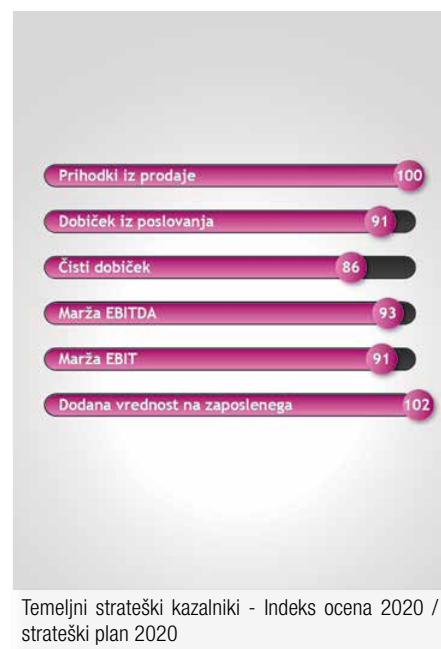 Prihodki iz prodaje 100
Dobiček iz poslovanja 91
Čisti dobiček 86
Marža EBITDA 93
Marža EBIT 91
Dodana vrednost na zaposlenega 102
Temeljni strateški kazalniki - Indeks ocena 2020 /
strateški plan 2020